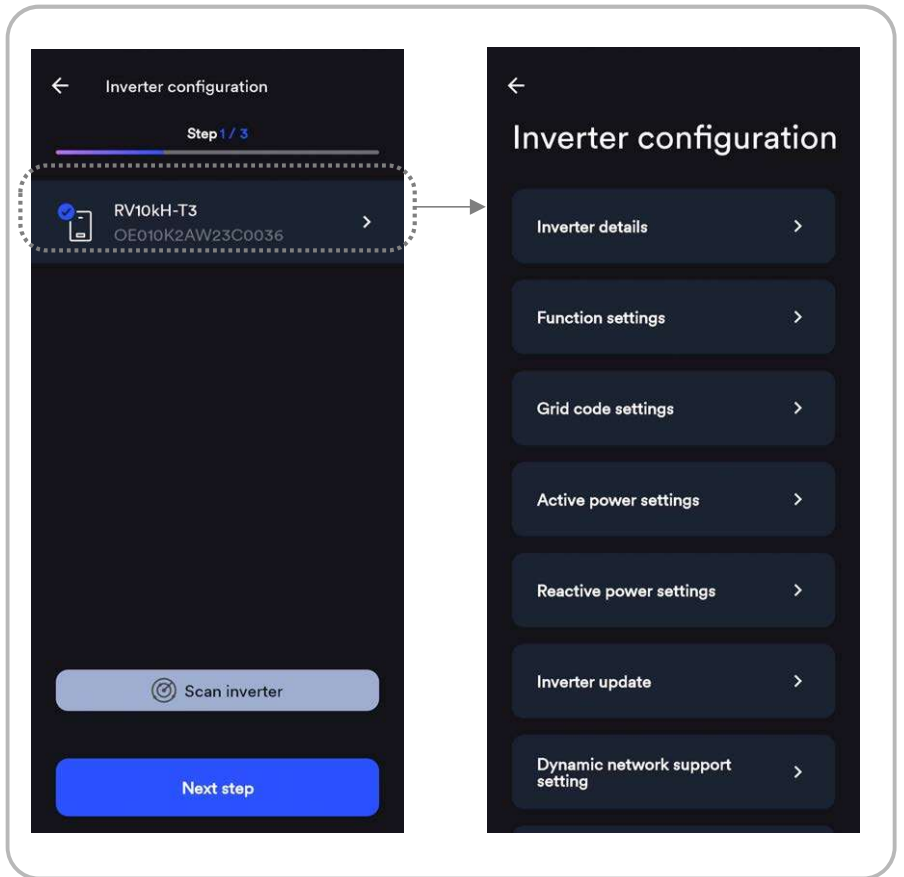 Inverter configuration
Step 1 / 3
RV10kH-T3
OE010K2AW23C0036
Scan inverter
Next step
Inverter configuration
Inverter details
Function settings
Grid code settings
Active power settings
Reactive power settings
Inverter update
Dynamic network support
setting